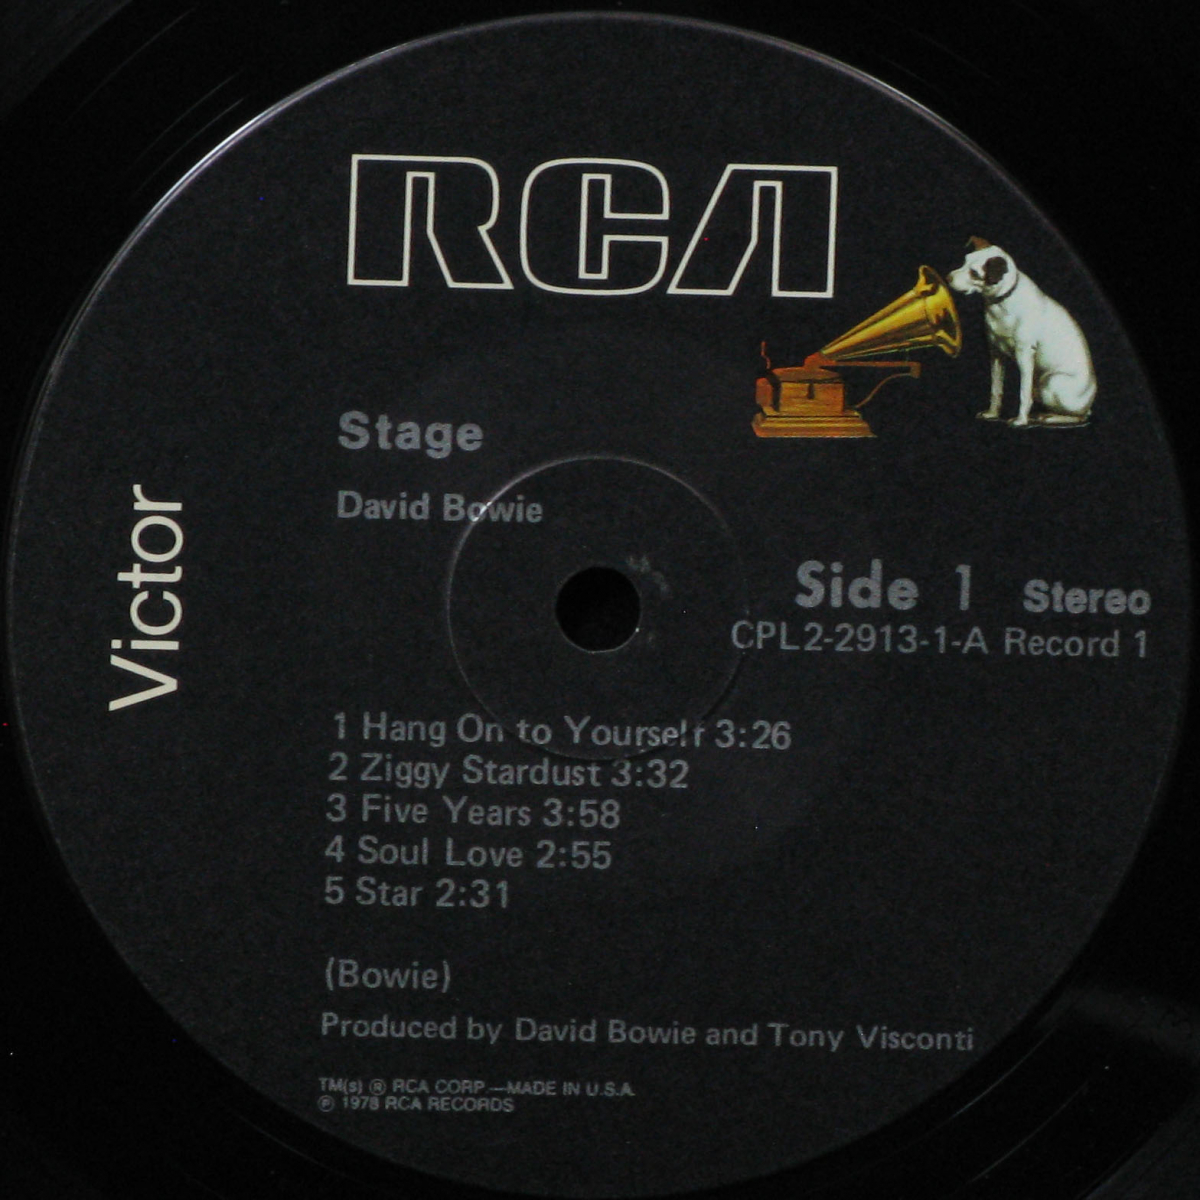 RCA
Stage
David Bowie
Victor
Side 1 Stereo
CPL2-2913-1-A Record 1
1 Hang On to Yourself 3:26
2 Ziggy Stardust 3:32
3 Five Years 3:58
4 Soul Love 2:55
5 Star 2:31
(Bowie)
Produced by David Bowie and Tony Visconti
TM(s) ® RCA CORP.—MADE IN U.S.A.
℗ 1978 RCA RECORDS